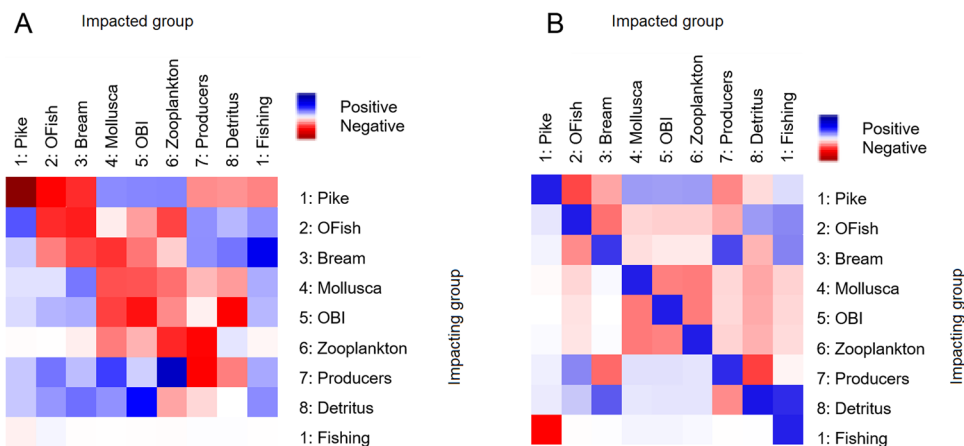 A
Impacted group
1: Pike
2: OFish
3: Bream
4: Mollusca
5: OBI
6: Zooplankton
7: Producers
8: Detritus
1: Fishing
Positive
Negative
1: Pike
2: OFish
3: Bream
4: Mollusca
5: OBI
6: Zooplankton
7: Producers
8: Detritus
1: Fishing
Impacting group
B
Impacted group
1: Pike
2: OFish
3: Bream
4: Mollusca
5: OBI
6: Zooplankton
7: Producers
8: Detritus
1: Fishing
Positive
Negative
1: Pike
2: OFish
3: Bream
4: Mollusca
5: OBI
6: Zooplankton
7: Producers
8: Detritus
1: Fishing
Impacting group